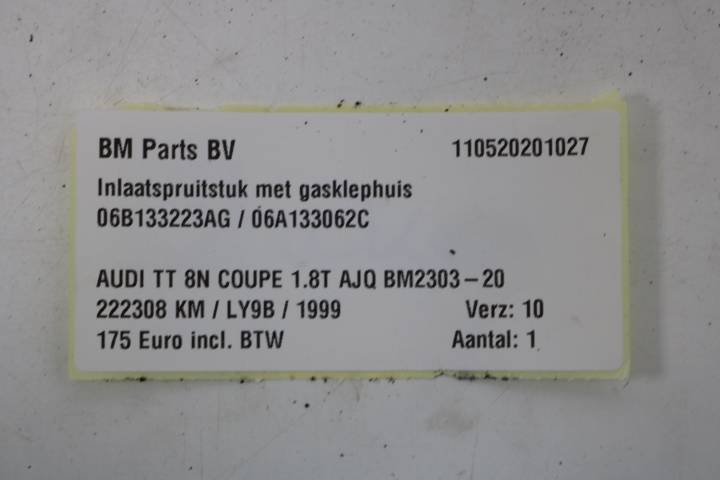 BM Parts BV 110520201027
Inlaatspruitstuk met gasklephuis
06B133223AG / 06A133062C
AUDI TT 8N COUPE 1.8T AJQ BM2303-20
222308 KM / LY9B / 1999 Verz: 10
175 Euro incl. BTW Aantal: 1